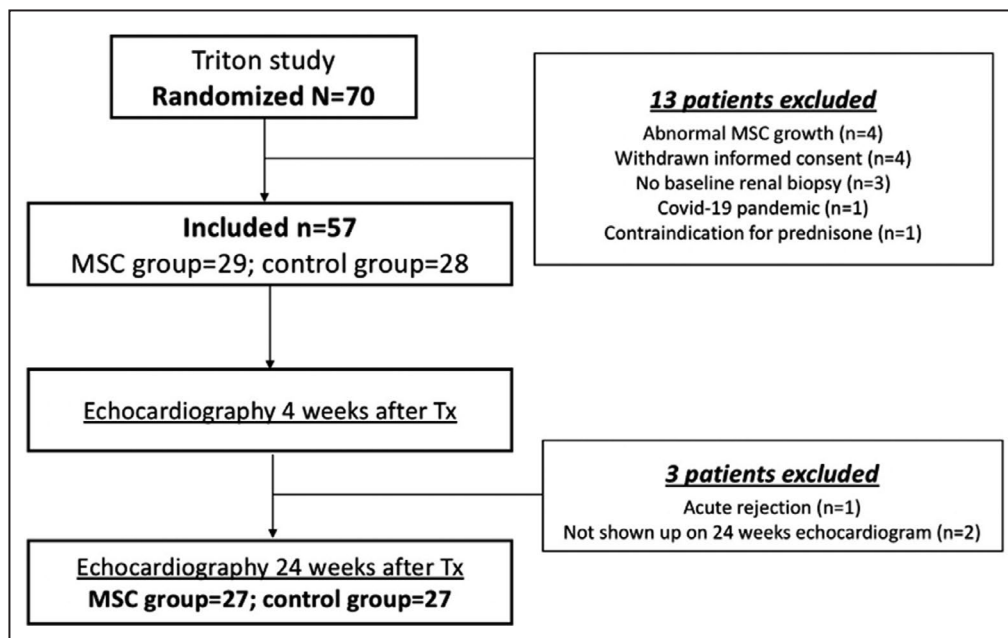 Triton study
Randomized N=70
13 patients excluded
Abnormal MSC growth (n=4)
Withdrawn informed consent (n=4)
No baseline renal biopsy (n=3)
Covid-19 pandemic (n=1)
Contraindication for prednisone (n=1)
Included n=57
MSC group=29; control group=28
Echocardiography 4 weeks after Tx
3 patients excluded
Acute rejection (n=1)
Not shown up on 24 weeks echocardiogram (n=2)
Echocardiography 24 weeks after Tx
MSC group=27; control group=27